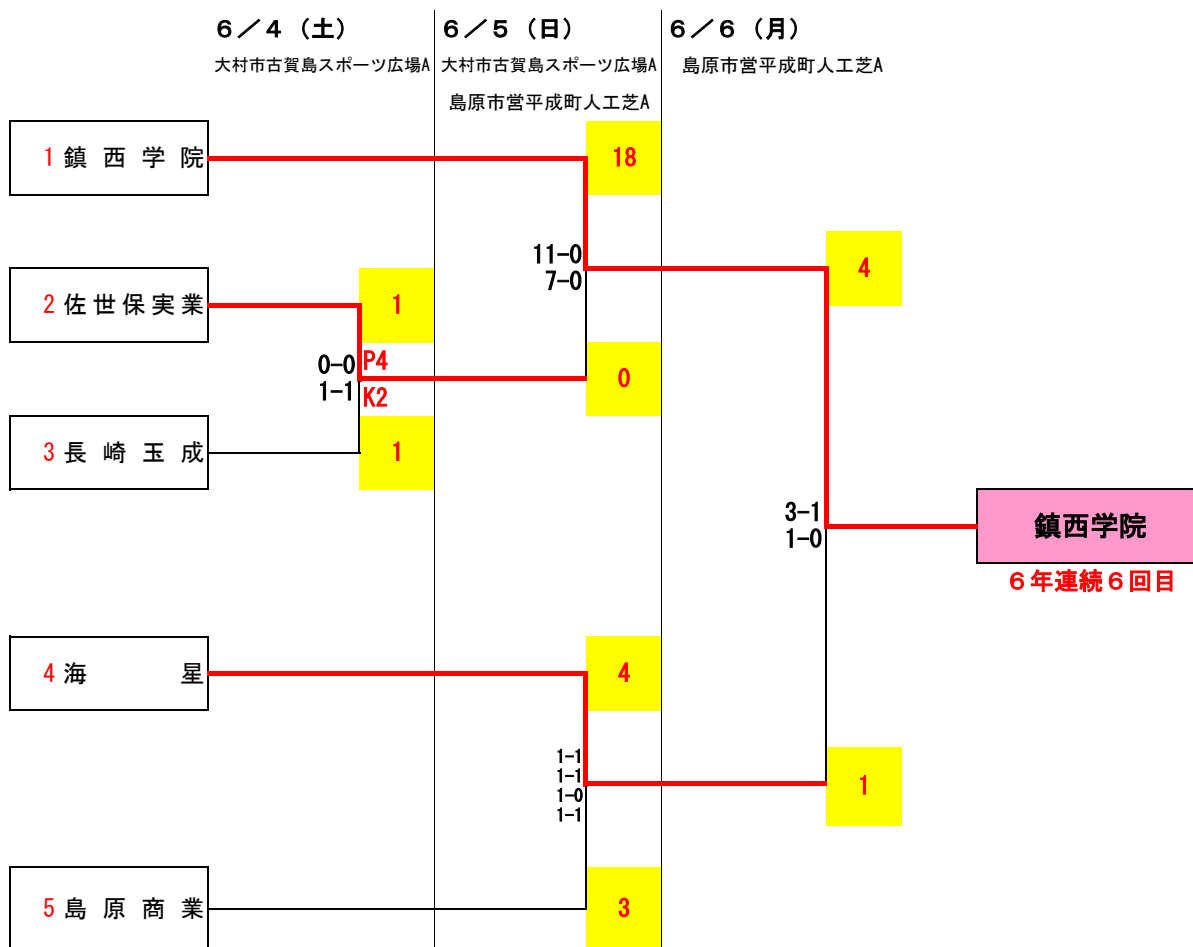 ６／４（土）
６／５（日）
６／６（月）
大村市古賀島スポーツ広場A
大村市古賀島スポーツ広場A
島原市営平成町人工芝A
島原市営平成町人工芝A
1 鎮西学院
18
11-0
7-0
4
2 佐世保実業
1
0-0
1-1
P4
K2
0
3 長崎玉成
1
3-1
1-0
鎮西学院
６年連続６回目
4 海星
4
1-1
1-1
1-0
1-1
1
5 島原商業
3